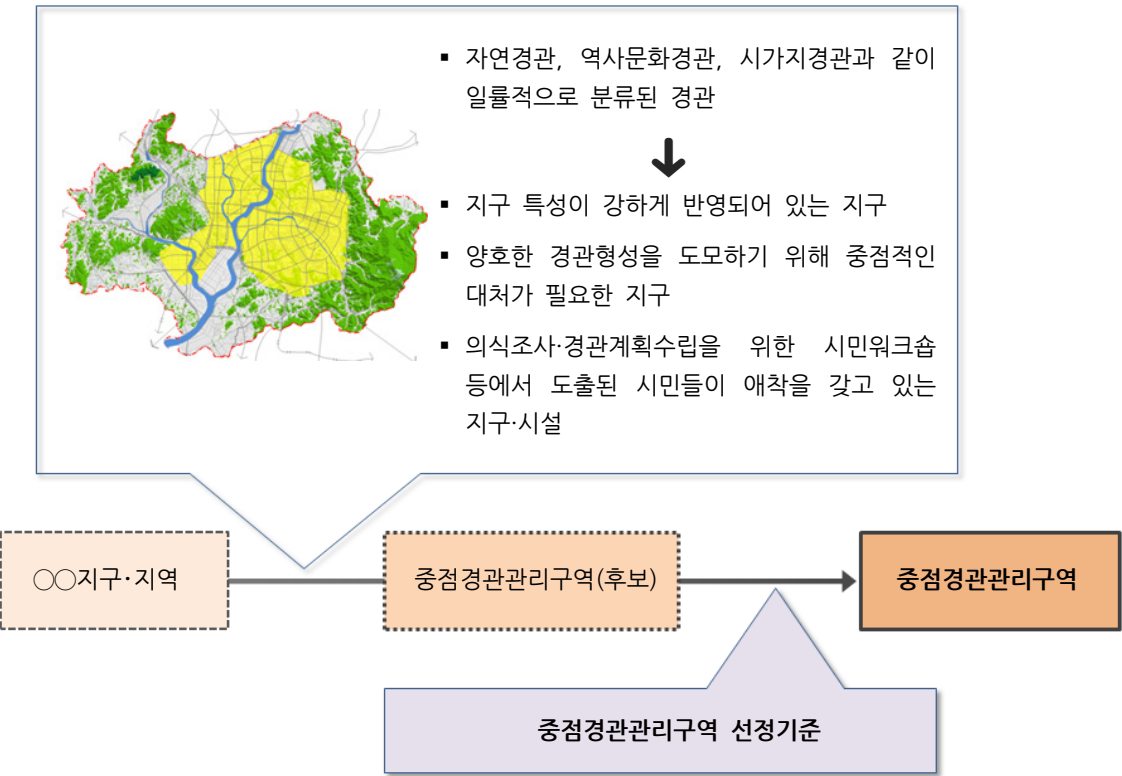 ▪ 자연경관, 역사문화경관, 시가지경관과 같이
일률적으로 분류된 경관
▪ 지구 특성이 강하게 반영되어 있는 지구
▪ 양호한 경관형성을 도모하기 위해 중점적인
대처가 필요한 지구
▪ 의식조사·경관계획수립을 위한 시민워크숍
등에서 도출된 시민들이 애착을 갖고 있는
지구·시설
○○지구·지역
중점경관관리구역(후보)
중점경관관리구역
중점경관관리구역 선정기준